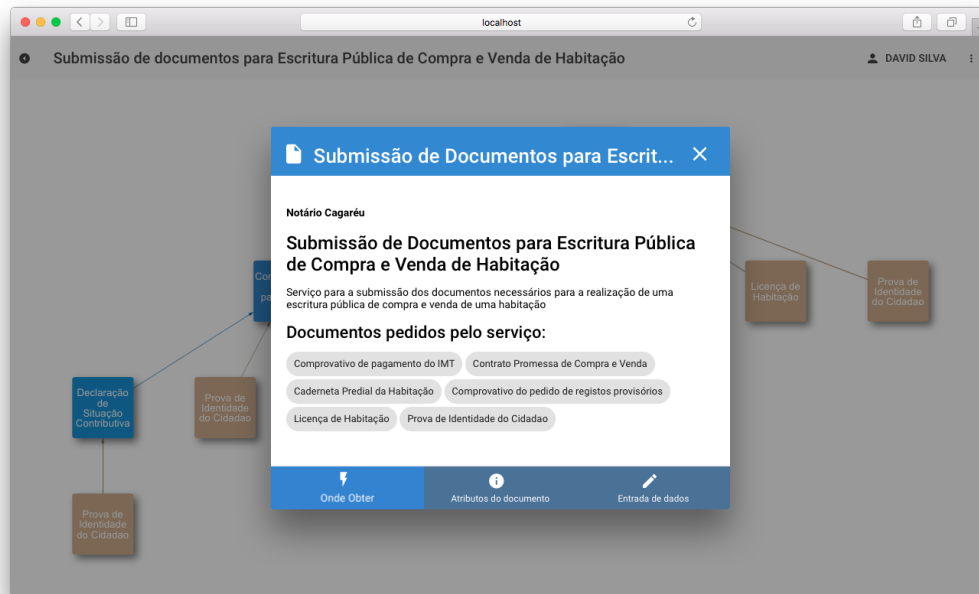 localhost
Submissão de documentos para Escritura Pública de Compra e Venda de Habitação
DAVID SILVA
Submissão de Documentos para Escrit...
Notário Cagaréu
Submissão de Documentos para Escritura Pública
de Compra e Venda de Habitação
Serviço para a submissão dos documentos necessários para a realização de uma
escritura pública de compra e venda de uma habitação
Documentos pedidos pelo serviço:
Comprovativo de pagamento do IMT
Contrato Promessa de Compra e Venda
Caderneta Predial da Habitação
Comprovativo do pedido de registos provisórios
Licença de Habitação
Prova de Identidade do Cidadao
Onde Obter
Atributos do documento
Entrada de dados
Licença de
Habitação
Prova de
Identidade
do Cidadao
Declaração
de
Situação
Contributiva
Prova de
Identidade
do Cidadao
Prova de
Identidade
do Cidadao